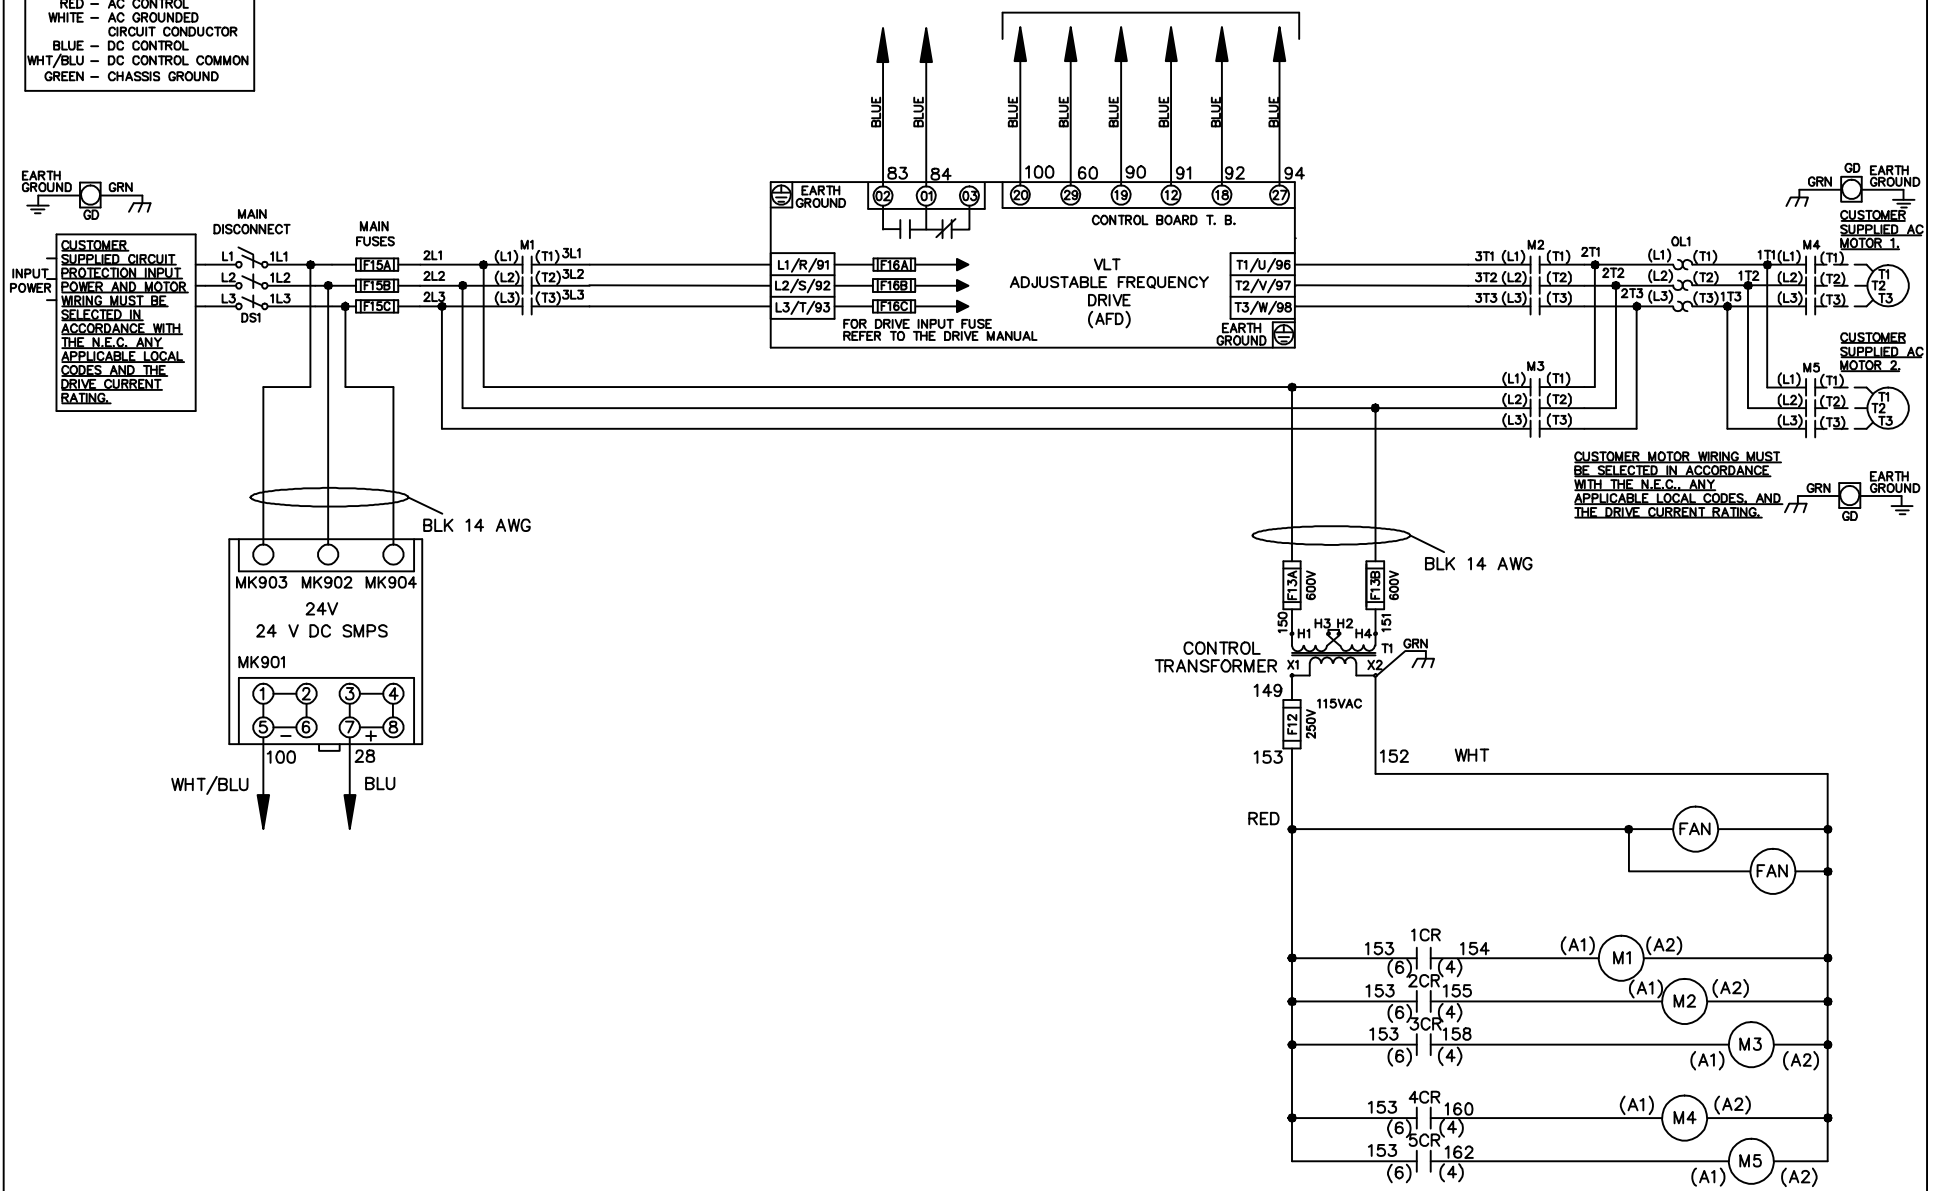 RED – AC CONTROL
WHITE – AC GROUNDED
CIRCUIT CONDUCTOR
BLUE – DC CONTROL
WHT/BLU – DC CONTROL COMMON
GREEN – CHASSIS GROUND
BLUE BLUE BLUE BLUE BLUE BLUE BLUE BLUE
83 84 100 60 90 91 92 94
EARTH
GROUND
GRN
GD
MAIN
DISCONNECT
MAIN
FUSES
INPUT
POWER
CUSTOMER
SUPPLIED CIRCUIT
PROTECTION INPUT
POWER AND MOTOR
WIRING MUST BE
SELECTED IN
ACCORDANCE WITH
THE N.E.C. ANY
APPLICABLE LOCAL
CODES AND THE
DRIVE CURRENT
RATING.
L1 1L1 F15A 2L1 (L1) M1 (T1) 3L1
L2 1L2 F15B 2L2 (L2) (T2) 3L2
L3 1L3 F15C 2L3 (L3) (T3) 3L3
DS1
EARTH
GROUND
02 01 03 20 29 19 12 18 27
CONTROL BOARD T. B.
L1/R/91 F16A
L2/S/92 F16B
L3/T/93 F16C
VLT
ADJUSTABLE FREQUENCY
DRIVE
(AFD)
FOR DRIVE INPUT FUSE
REFER TO THE DRIVE MANUAL
T1/U/96
T2/V/97
T3/W/98
EARTH
GROUND
GD
GRN
EARTH
GROUND
CUSTOMER
SUPPLIED AC
MOTOR 1.
3T1 (L1) M2 (T1) 2T1 (L1) OL1 (T1) 1T1 (L1) M4 (T1) T1
3T2 (L2) (T2) 2T2 (L2) (T2) 1T2 (L2) (T2) T2
3T3 (L3) (T3) 2T3 (L3) (T3) 1T3 (L3) (T3) T3
CUSTOMER
SUPPLIED AC
MOTOR 2.
M3 M5
(L1) (T1) (L1) (T1) T1
(L2) (T2) (L2) (T2) T2
(L3) (T3) (L3) (T3) T3
CUSTOMER MOTOR WIRING MUST
BE SELECTED IN ACCORDANCE
WITH THE N.E.C., ANY
APPLICABLE LOCAL CODES, AND
THE DRIVE CURRENT RATING.
GRN
EARTH
GROUND
GD
BLK 14 AWG
MK903 MK902 MK904
24V
24 V DC SMPS
MK901
1 2 3 4
5 6 7 8
– +
100 28
WHT/BLU BLU
BLK 14 AWG
F13A 600V F13B 600V
150 151
H1 H3 H2 H4
T1
GRN
CONTROL
TRANSFORMER
X1 X2
149
115VAC
F12 250V
153
152 WHT
RED
FAN
FAN
153 1CR 154 (A1) M1 (A2)
(6) (4)
153 2CR 155 (A1) M2 (A2)
(6) (4)
153 3CR 158 M3
(6) (4) (A1) (A2)
153 4CR 160 (A1) M4 (A2)
(6) (4)
153 5CR 162 M5
(6) (4) (A1) (A2)